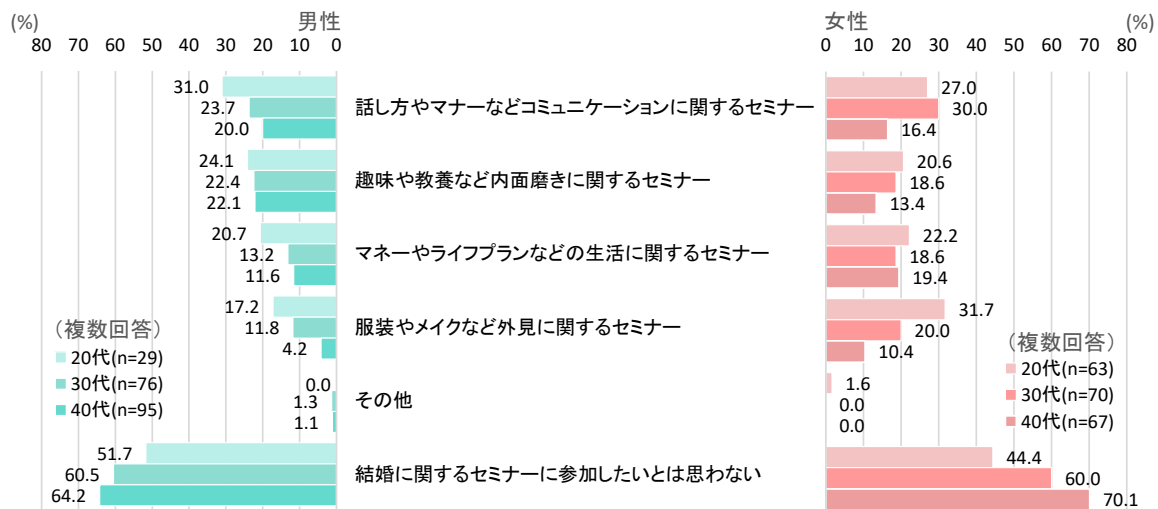 (%)
男性
80 70 60 50 40 30 20 10 0
女性
(%)
0 10 20 30 40 50 60 70 80
31.0
23.7
20.0
話し方やマナーなどコミュニケーションに関するセミナー
27.0
30.0
16.4
24.1
22.4
22.1
趣味や教養など内面磨きに関するセミナー
20.6
18.6
13.4
20.7
13.2
11.6
マネーやライフプランなどの生活に関するセミナー
22.2
18.6
19.4
17.2
11.8
4.2
服装やメイクなど外見に関するセミナー
31.7
20.0
10.4
0.0
1.3
1.1
その他
1.6
0.0
0.0
51.7
60.5
64.2
結婚に関するセミナーに参加したいとは思わない
44.4
60.0
70.1
（複数回答）
20代(n=29)
30代(n=76)
40代(n=95)
（複数回答）
20代(n=63)
30代(n=70)
40代(n=67)